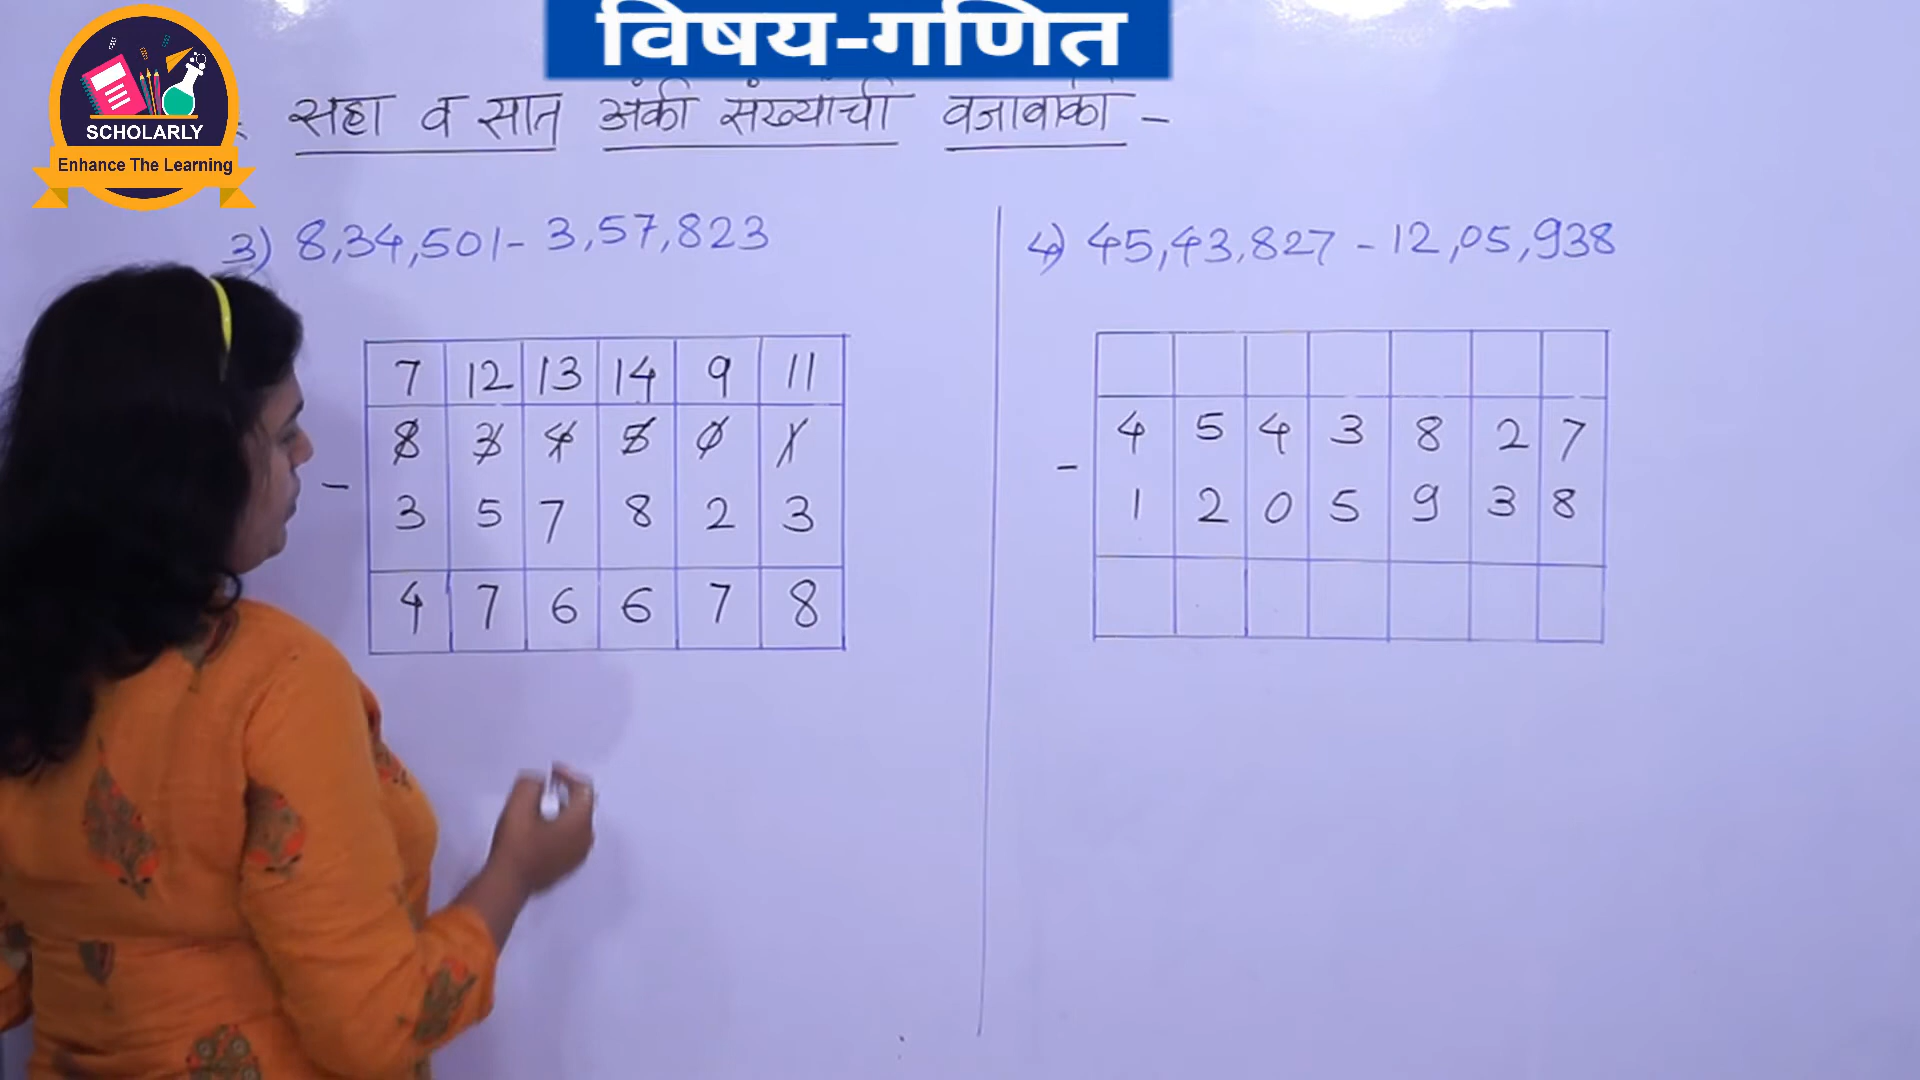 विषय-गणित
SCHOLARLY
Enhance The Learning
सहा व सात अंकी संख्यांची वजाबाकी -
3) 8,34,501 - 3,57,823
7 12 13 14 9 11
8 3 4 5 0 1
- 3 5 7 8 2 3
4 7 6 6 7 8
4) 45,43,827 - 12,05,938
4 5 4 3 8 2 7
- 1 2 0 5 9 3 8